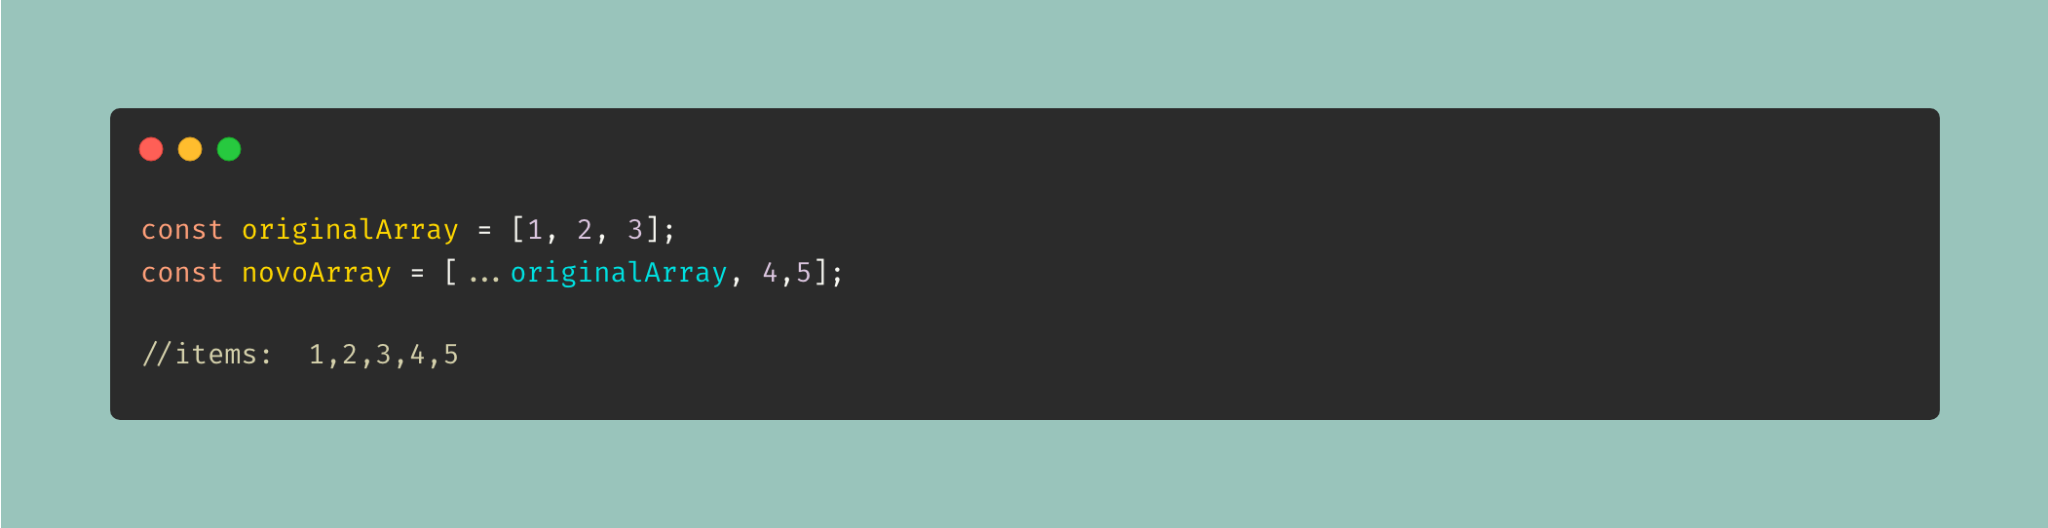 const originalArray = [1, 2, 3];
const novoArray = [...originalArray, 4,5];
//items:  1,2,3,4,5